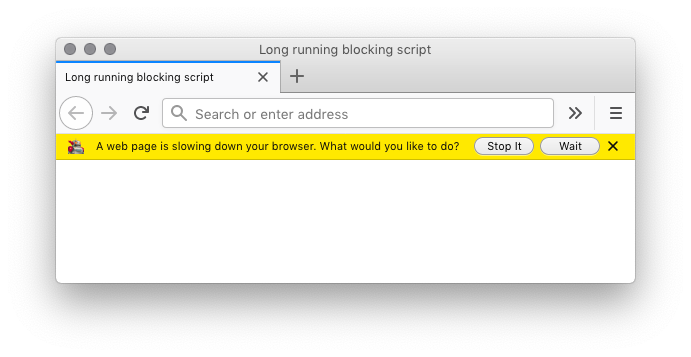 Long running blocking script
Long running blocking script
Search or enter address
A web page is slowing down your browser. What would you like to do? Stop It Wait